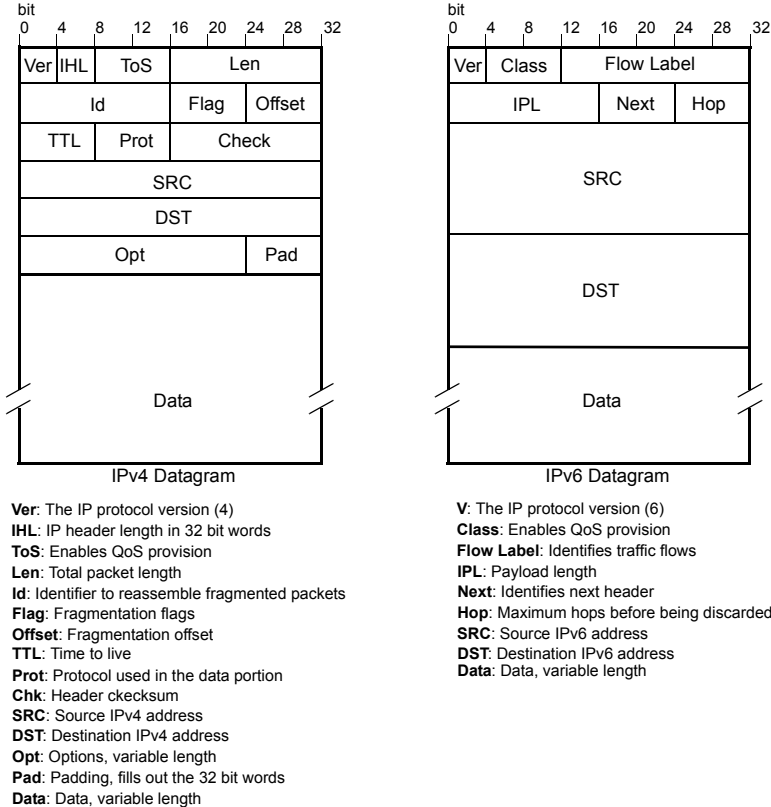 bit
0 4 8 12 16 20 24 28 32
Ver IHL ToS Len
Id Flag Offset
TTL Prot Check
SRC
DST
Opt Pad
Data
IPv4 Datagram
Ver: The IP protocol version (4)
IHL: IP header length in 32 bit words
ToS: Enables QoS provision
Len: Total packet length
Id: Identifier to reassemble fragmented packets
Flag: Fragmentation flags
Offset: Fragmentation offset
TTL: Time to live
Prot: Protocol used in the data portion
Chk: Header ckecksum
SRC: Source IPv4 address
DST: Destination IPv4 address
Opt: Options, variable length
Pad: Padding, fills out the 32 bit words
Data: Data, variable length
bit
0 4 8 12 16 20 24 28 32
Ver Class Flow Label
IPL Next Hop
SRC
DST
Data
IPv6 Datagram
V: The IP protocol version (6)
Class: Enables QoS provision
Flow Label: Identifies traffic flows
IPL: Payload length
Next: Identifies next header
Hop: Maximum hops before being discarded
SRC: Source IPv6 address
DST: Destination IPv6 address
Data: Data, variable length